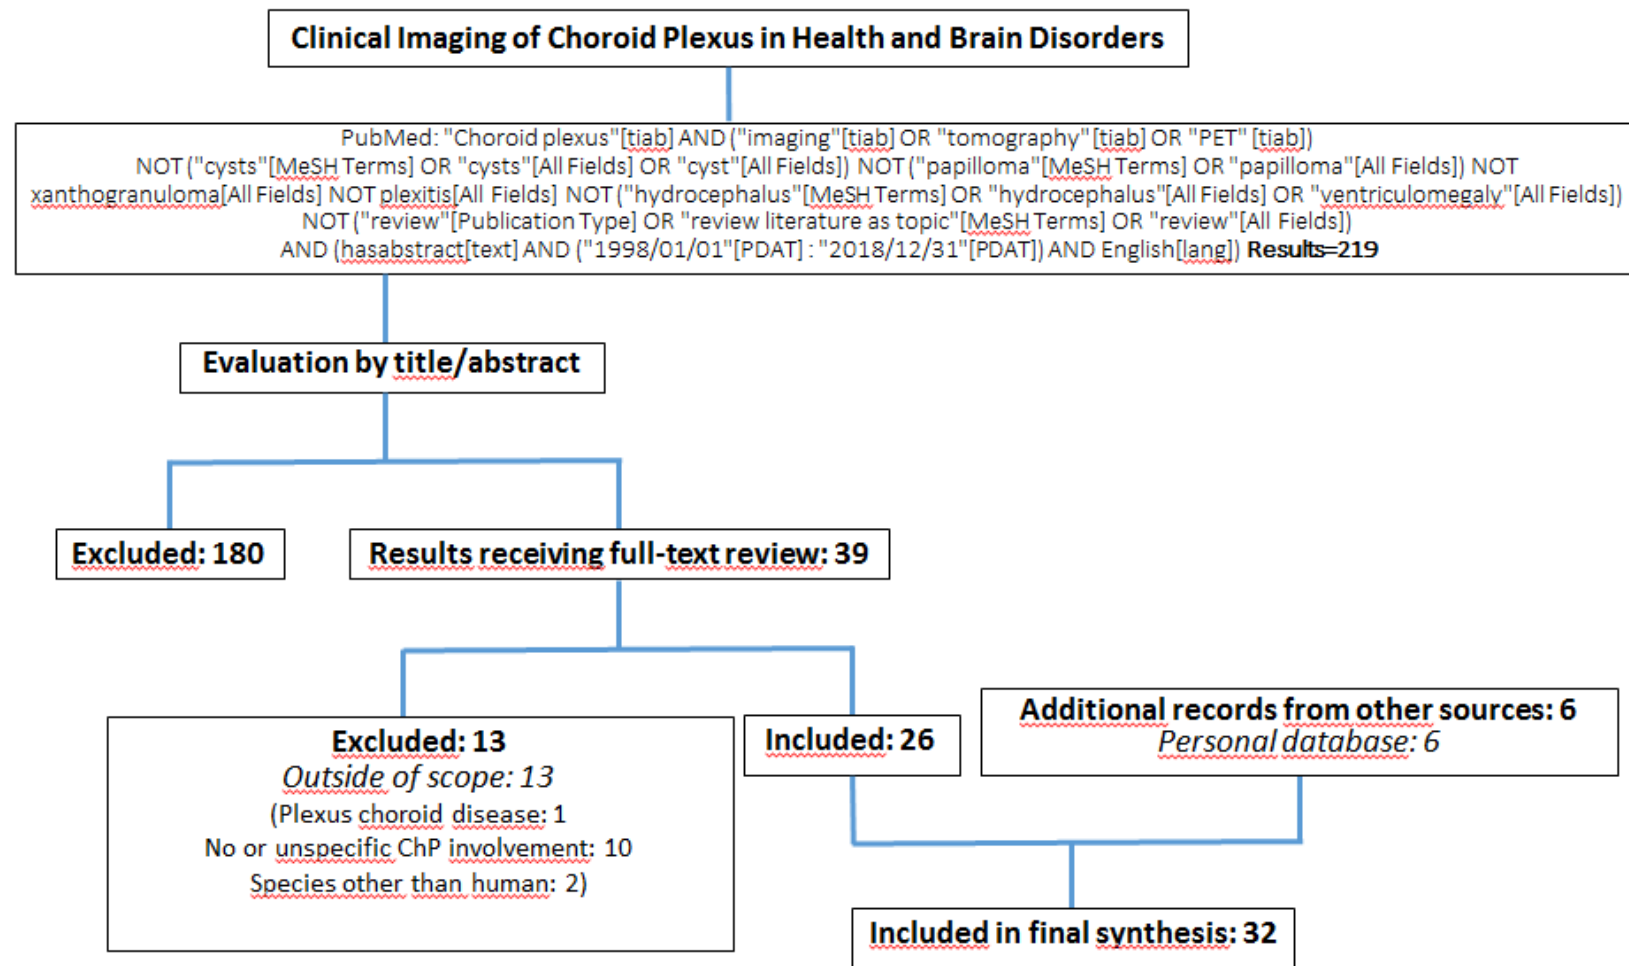 Clinical Imaging of Choroid Plexus in Health and Brain Disorders
PubMed: "Choroid plexus"[tiab] AND ("imaging"[tiab] OR "tomography"[tiab] OR "PET" [tiab])
NOT ("cysts"[MeSH Terms] OR "cysts"[All Fields] OR "cyst"[All Fields]) NOT ("papilloma"[MeSH Terms] OR "papilloma"[All Fields]) NOT
xanthogranuloma[All Fields] NOT plexitis[All Fields] NOT ("hydrocephalus"[MeSH Terms] OR "hydrocephalus"[All Fields] OR "ventriculomegaly"[All Fields])
NOT ("review"[Publication Type] OR "review literature as topic"[MeSH Terms] OR "review"[All Fields])
AND (hasabstract[text] AND ("1998/01/01"[PDAT] : "2018/12/31"[PDAT]) AND English[lang]) Results=219
Evaluation by title/abstract
Excluded: 180
Results receiving full-text review: 39
Excluded: 13
Outside of scope: 13
(Plexus choroid disease: 1
No or unspecific ChP involvement: 10
Species other than human: 2)
Included: 26
Additional records from other sources: 6
Personal database: 6
Included in final synthesis: 32